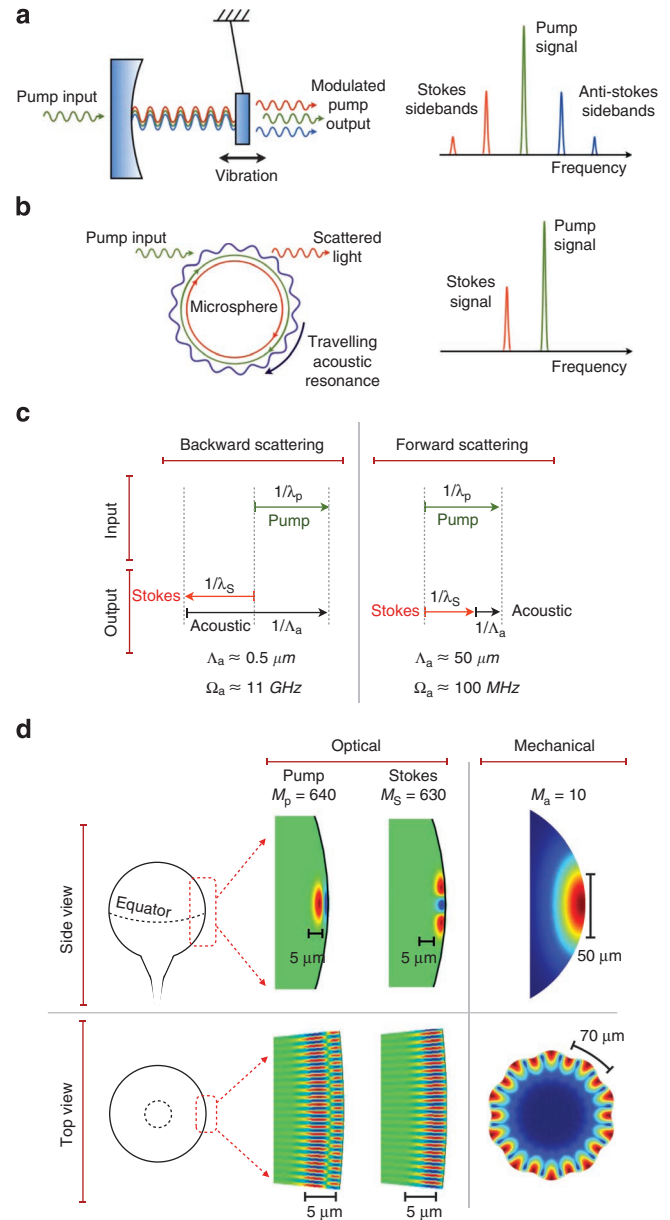 a
Pump input
Vibration
Modulated
pump
output
Stokes
sidebands
Pump
signal
Anti-stokes
sidebands
Frequency
b
Pump input
Scattered
light
Microsphere
Travelling
acoustic
resonance
Stokes
signal
Pump
signal
Frequency
c
Backward scattering
Forward scattering
Input
1/λp
Pump
1/λp
Pump
Output
Stokes
1/λS
Acoustic
1/Λa
Stokes
1/λS
1/Λa
Acoustic
Λa ≈ 0.5 μm
Ωa ≈ 11 GHz
Λa ≈ 50 μm
Ωa ≈ 100 MHz
d
Optical
Mechanical
Pump
Mp = 640
Stokes
MS = 630
Ma = 10
Side view
Equator
5 μm
5 μm
50 μm
Top view
70 μm
5 μm
5 μm